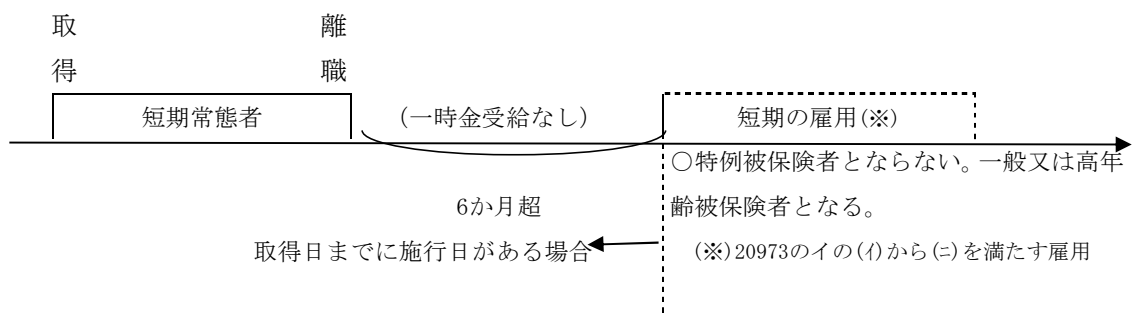 取得
離職
短期常態者
(一時金受給なし)
短期の雇用(※)
○特例被保険者とならない。一般又は高年
6か月超
齢被保険者となる。
取得日までに施行日がある場合
(※)20973のイの(ｲ)から(ﾆ)を満たす雇用